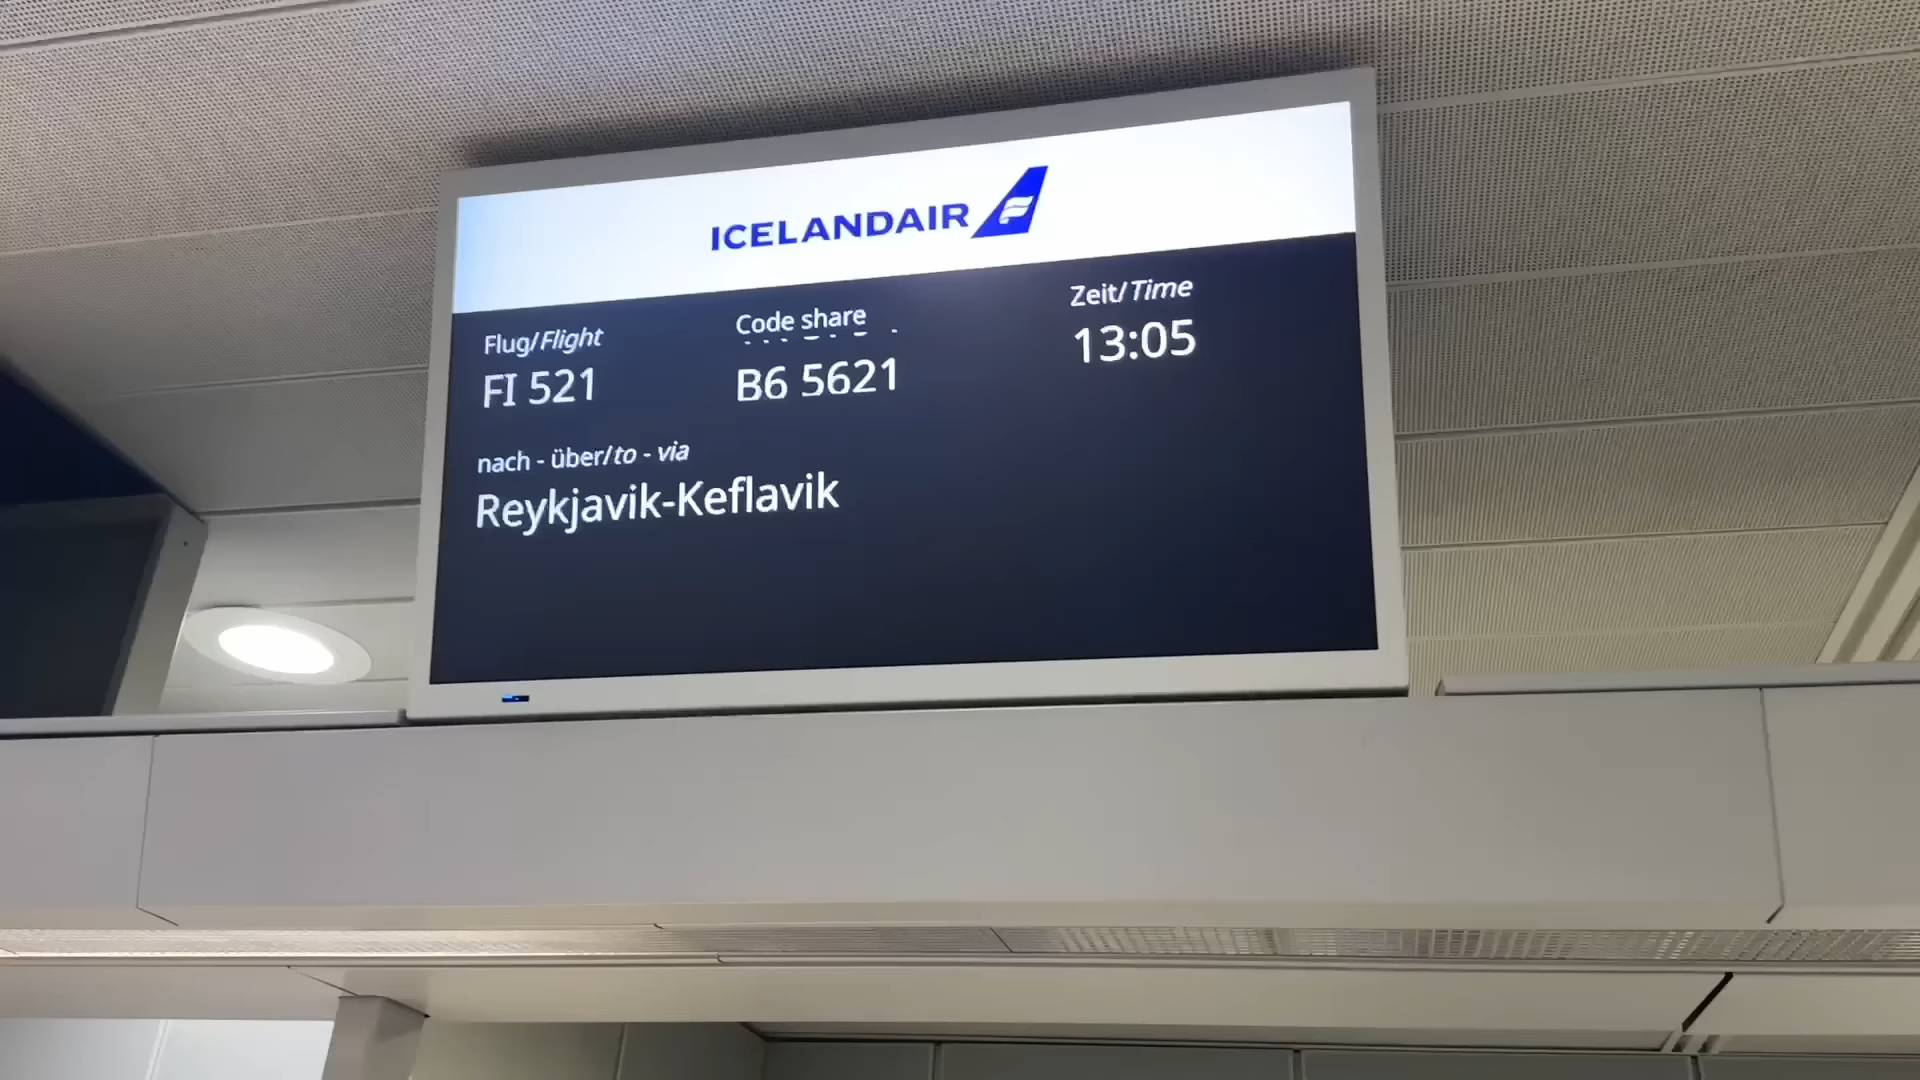 ICELANDAIR
Flug/Flight
Code share
Zeit/Time
FI 521
B6 5621
13:05
nach - über/to - via
Reykjavik-Keflavik